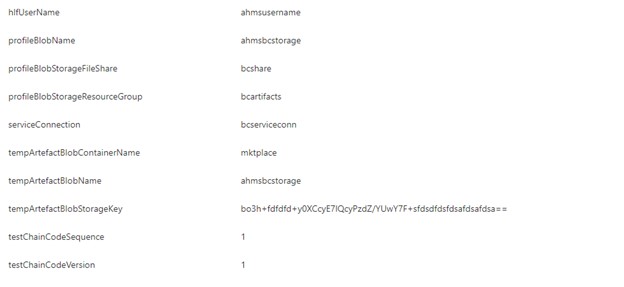 hlfUserName ahmsusername
profileBlobName ahmsbcstorage
profileBlobStorageFileShare bcshare
profileBlobStorageResourceGroup bcartifacts
serviceConnection bcserviceconn
tempArtefactBlobContainerName mktplace
tempArtefactBlobName ahmsbcstorage
tempArtefactBlobStorageKey bo3h+fdfdfd+y0XCcyE7lQcyPzdZ/YUwY7F+sfdsdfdsfdsafdsafdsa==
testChainCodeSequence 1
testChainCodeVersion 1